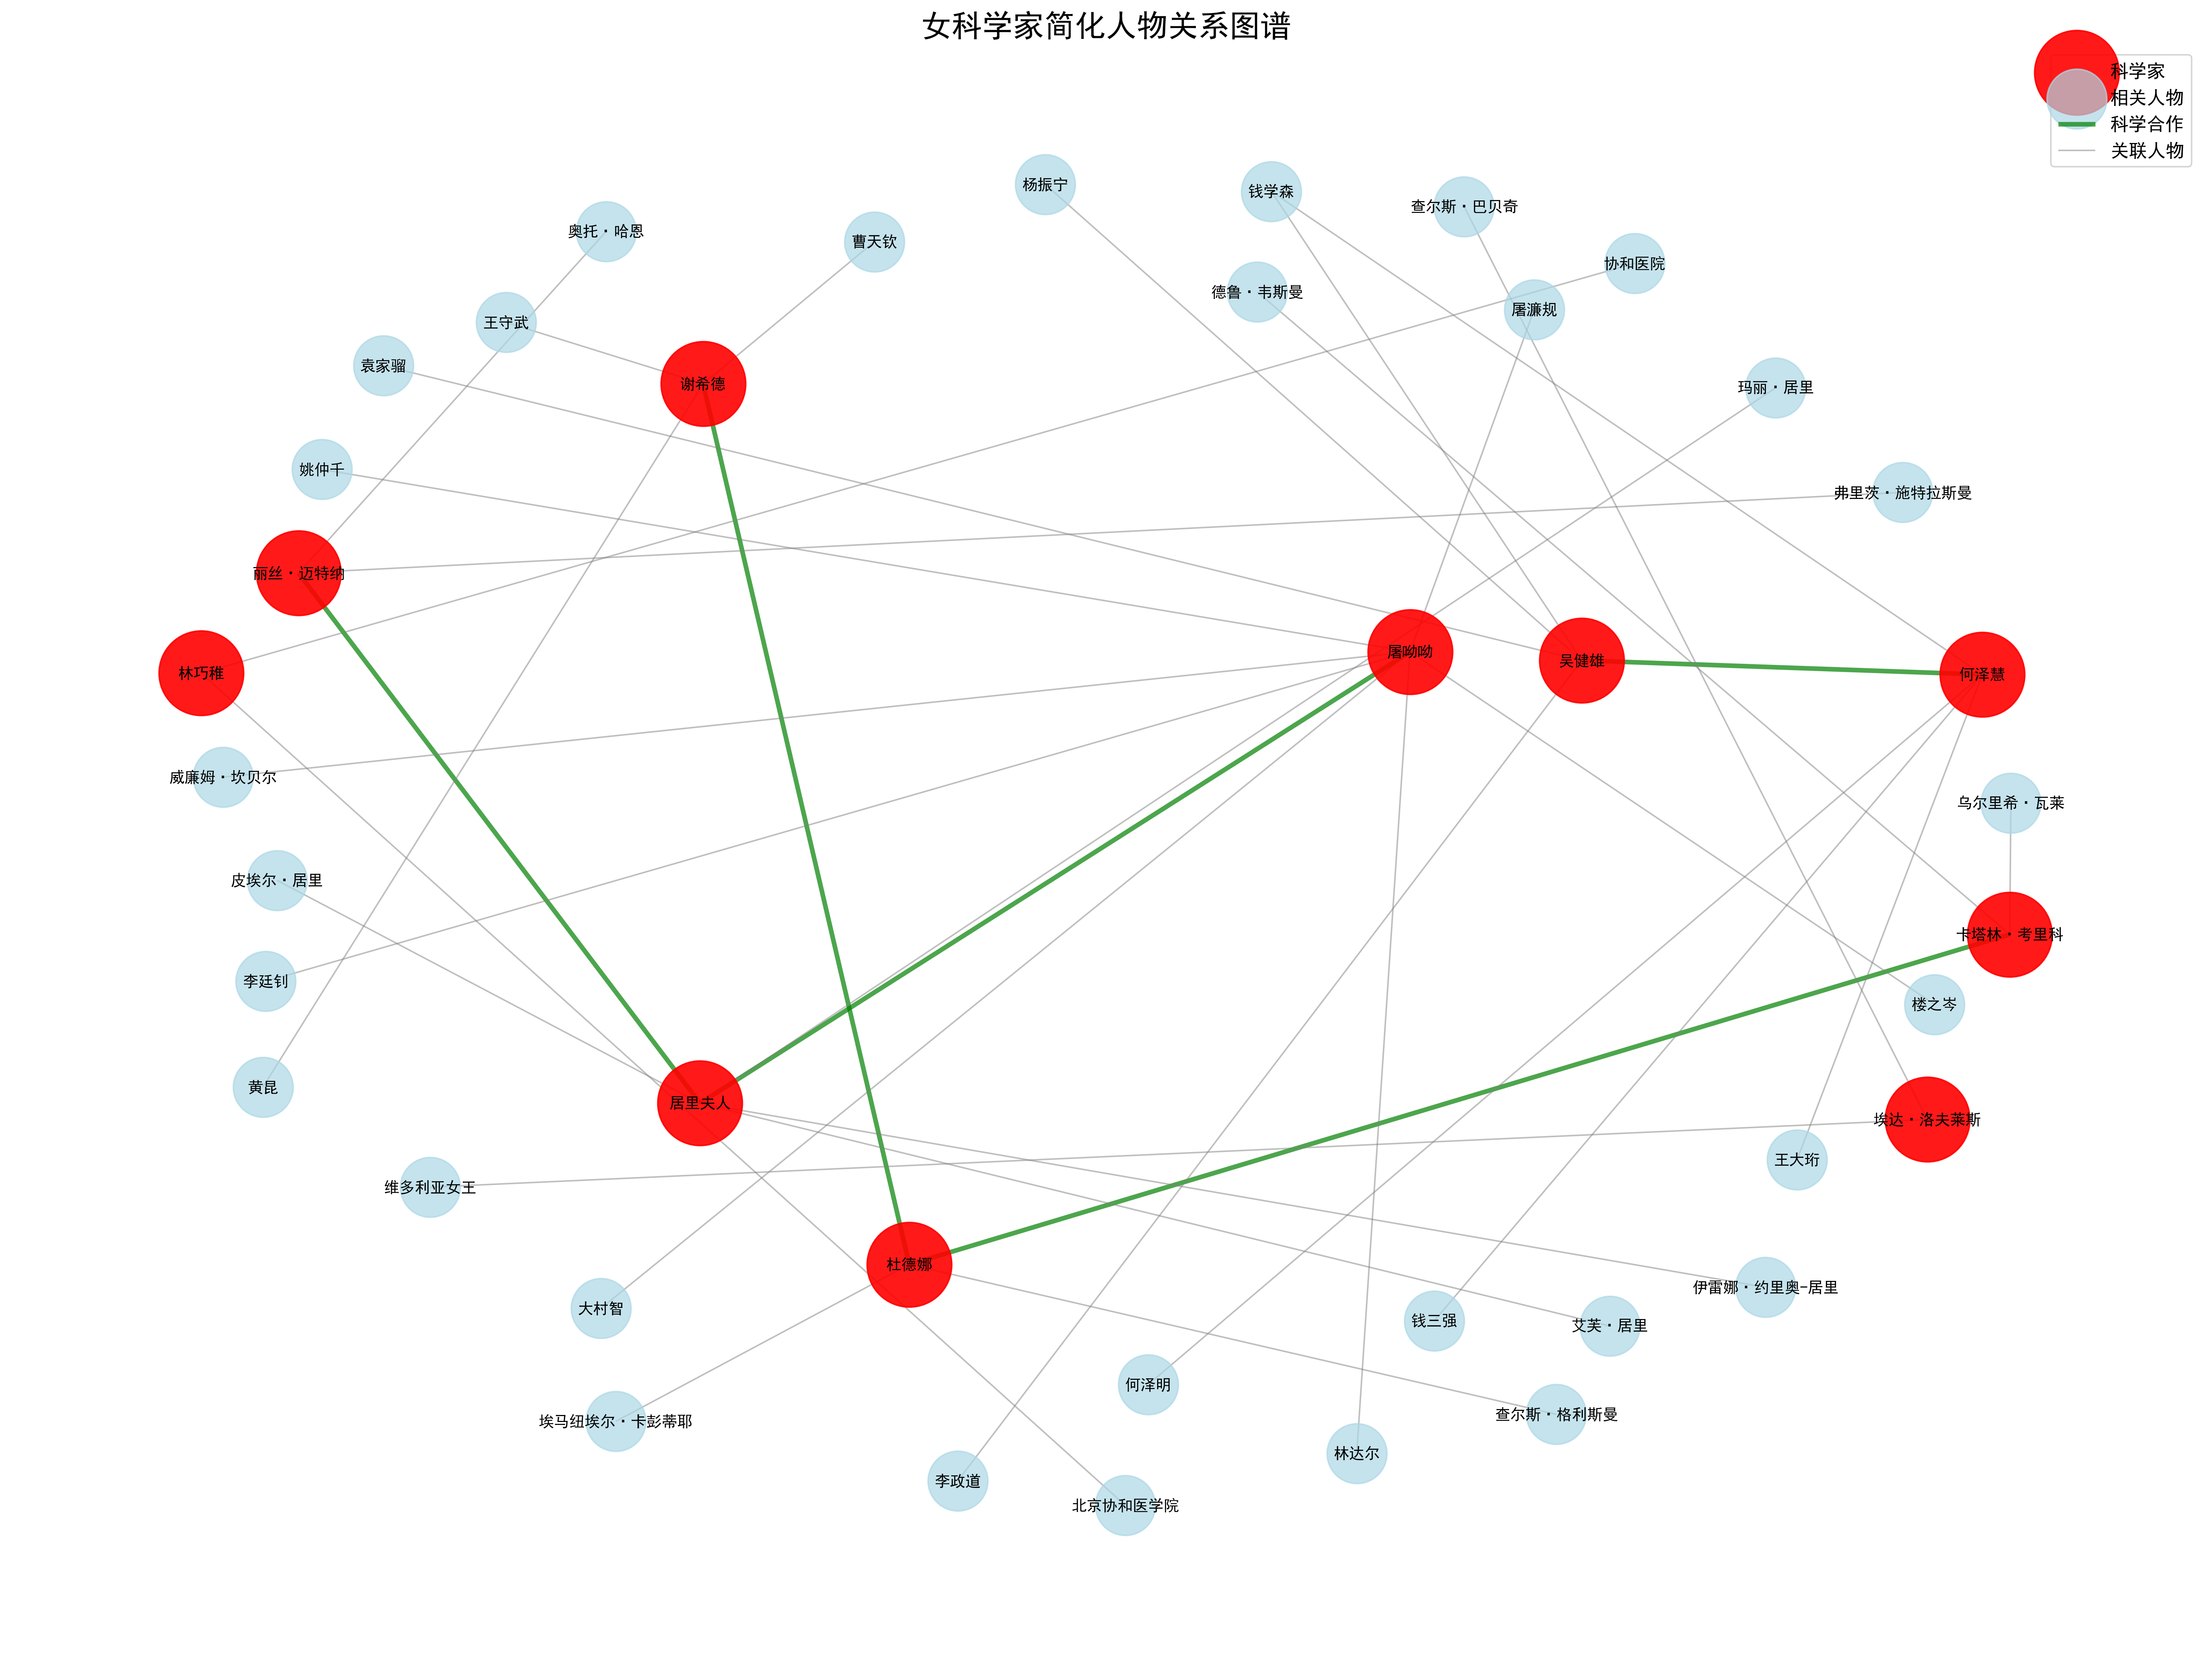 女科学家简化人物关系图谱
科学家
相关人物
科学合作
关联人物
杨振宁
钱学森
查尔斯·巴贝奇
奥托·哈恩
曹天钦
协和医院
德鲁·韦斯曼
屠濂规
王守武
袁家骝
谢希德
玛丽·居里
姚仲千
弗里茨·施特拉斯曼
丽丝·迈特纳
林巧稚
屠呦呦
吴健雄
何泽慧
威廉姆·坎贝尔
乌尔里希·瓦莱
皮埃尔·居里
卡塔林·考里科
李廷钊
楼之岑
黄昆
居里夫人
埃达·洛夫莱斯
王大珩
维多利亚女王
杜德娜
伊雷娜·约里奥-居里
大村智
钱三强
艾芙·居里
何泽明
埃马纽埃尔·卡彭蒂耶
查尔斯·格利斯曼
林达尔
李政道
北京协和医学院